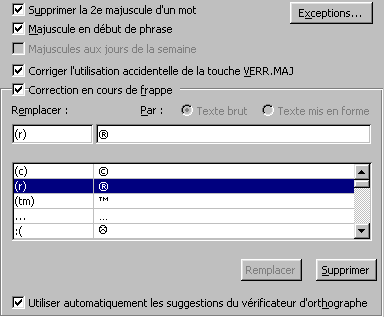 Supprimer la 2e majuscule d'un mot
Exceptions...
Majuscule en début de phrase
Majuscules aux jours de la semaine
Corriger l'utilisation accidentelle de la touche VERR.MAJ
Correction en cours de frappe
Remplacer : Par : Texte brut Texte mis en forme
(r) ®
(c) ©
(r) ®
(tm) ™
... …
:( ☹
Remplacer Supprimer
Utiliser automatiquement les suggestions du vérificateur d'orthographe